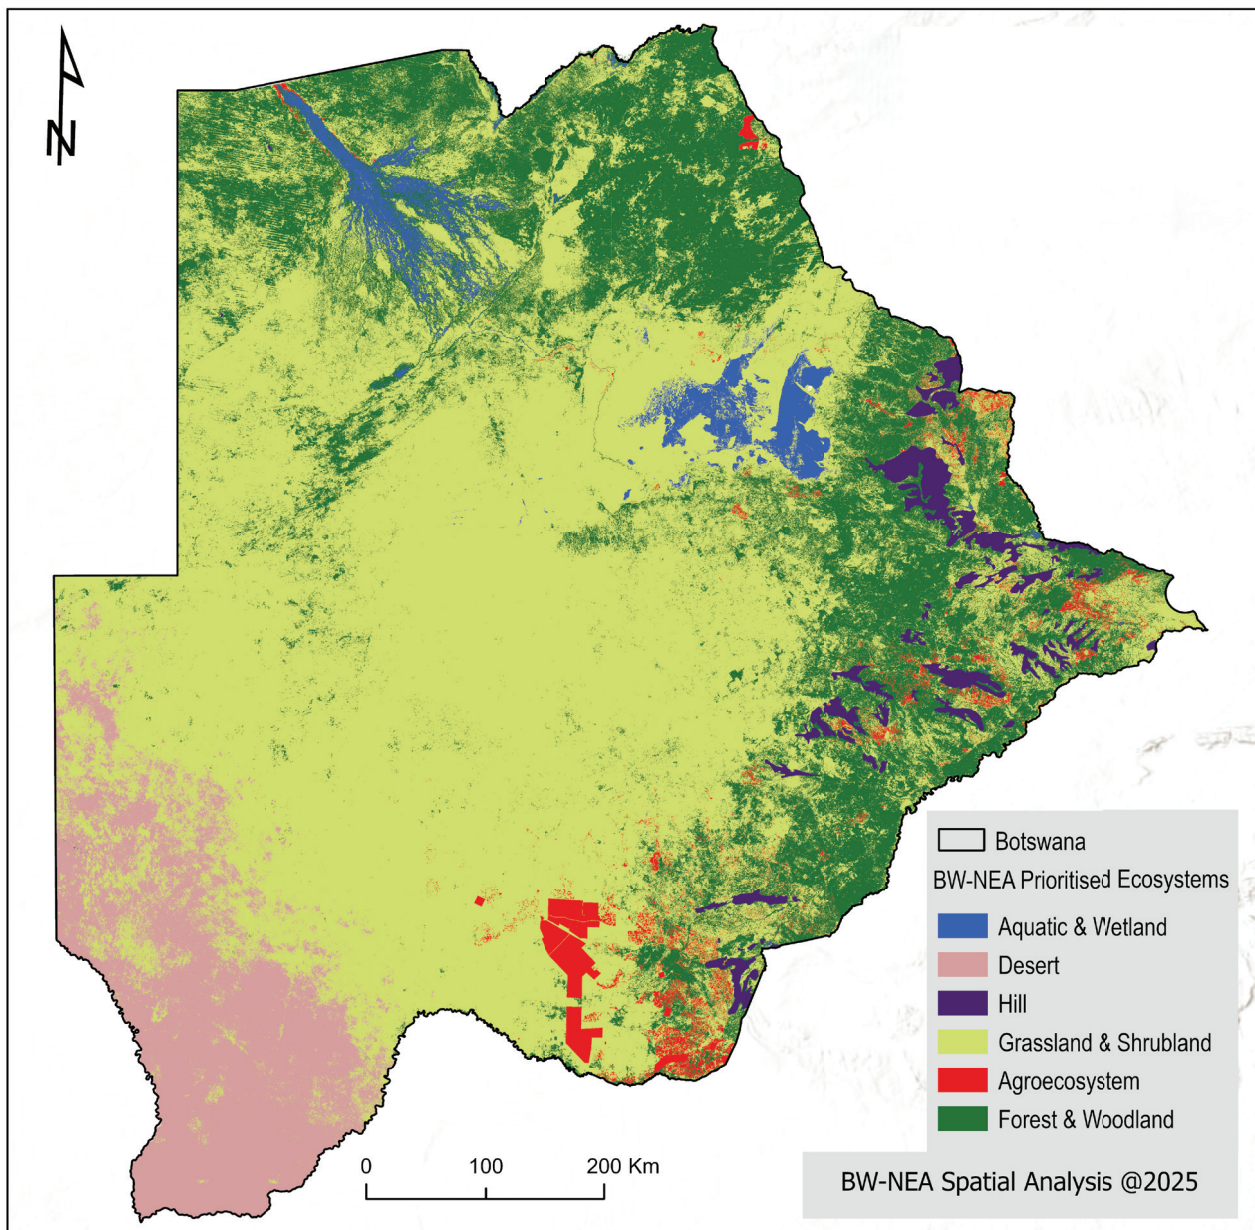 N
Botswana
BW-NEA Prioritised Ecosystems
Aquatic & Wetland
Desert
Hill
Grassland & Shrubland
Agroecosystem
Forest & Woodland
0 100 200 Km
BW-NEA Spatial Analysis @2025